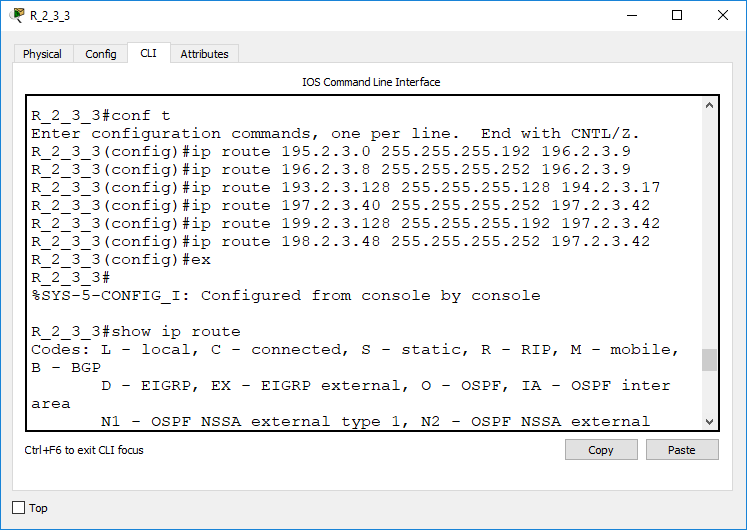 R_2_3_3
Physical Config CLI Attributes
IOS Command Line Interface
R_2_3_3#conf t
Enter configuration commands, one per line.  End with CNTL/Z.
R_2_3_3(config)#ip route 195.2.3.0 255.255.255.192 196.2.3.9
R_2_3_3(config)#ip route 196.2.3.8 255.255.255.252 196.2.3.9
R_2_3_3(config)#ip route 193.2.3.128 255.255.255.128 194.2.3.17
R_2_3_3(config)#ip route 197.2.3.40 255.255.255.252 197.2.3.42
R_2_3_3(config)#ip route 199.2.3.128 255.255.255.192 197.2.3.42
R_2_3_3(config)#ip route 198.2.3.48 255.255.255.252 197.2.3.42
R_2_3_3(config)#ex
R_2_3_3#
%SYS-5-CONFIG_I: Configured from console by console
R_2_3_3#show ip route
Codes: L - local, C - connected, S - static, R - RIP, M - mobile,
B - BGP
D - EIGRP, EX - EIGRP external, O - OSPF, IA - OSPF inter
area
N1 - OSPF NSSA external type 1, N2 - OSPF NSSA external
Ctrl+F6 to exit CLI focus
Copy Paste
Top